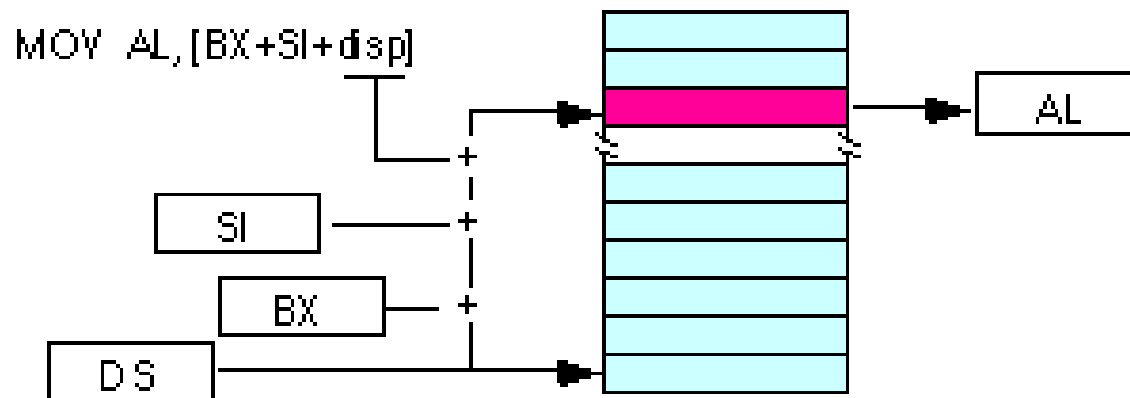 MOV AL, [BX+SI+disp]
AL
+
SI
+
BX
+
DS